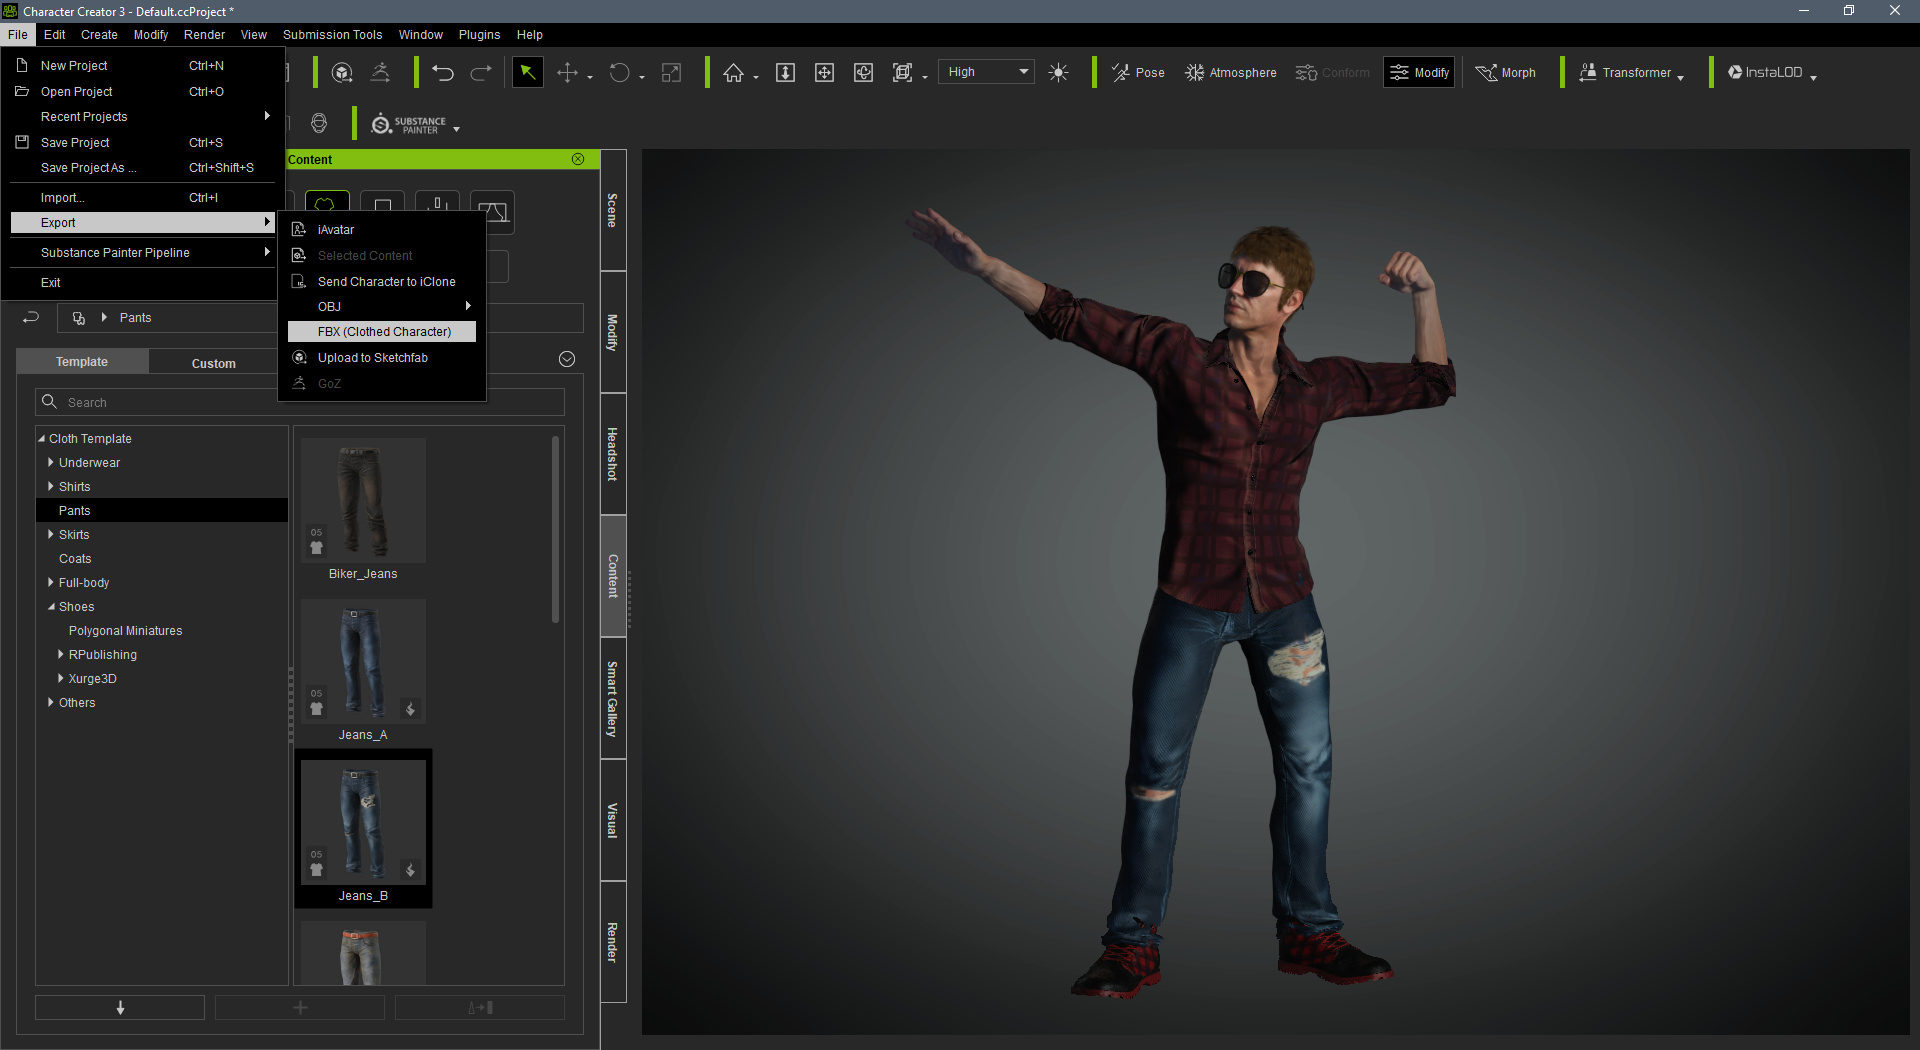 Character Creator 3 - Default.ccProject *
File Edit Create Modify Render View Submission Tools Window Plugins Help
New Project Ctrl+N
Open Project Ctrl+O
Recent Projects
Save Project Ctrl+S
Save Project As ... Ctrl+Shift+S
Import... Ctrl+I
Export
Substance Painter Pipeline
Exit
High
Pose
Atmosphere
Conform
Modify
Morph
Transformer
InstaLOD
SUBSTANCE
PAINTER
Content
iAvatar
Selected Content
Send Character to iClone
OBJ
FBX (Clothed Character)
Upload to Sketchfab
GoZ
Pants
Template Custom
Search
Cloth Template
Underwear
Shirts
Pants
Skirts
Coats
Full-body
Shoes
Polygonal Miniatures
RPublishing
Xurge3D
Others
05
Biker_Jeans
05
Jeans_A
05
Jeans_B
Scene
Modify
Headshot
Content
Smart Gallery
Visual
Render